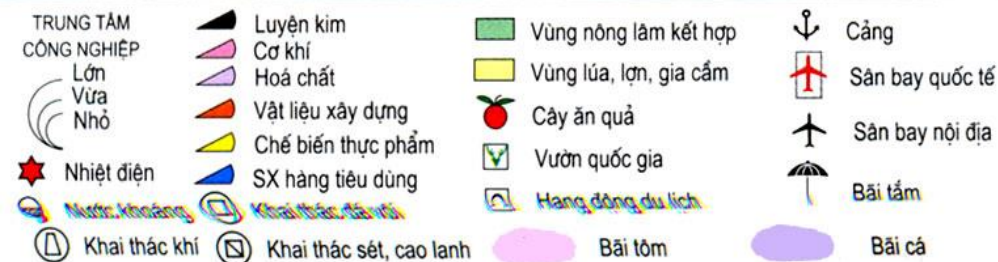 TRUNG TÂM
CÔNG NGHIỆP
Lớn
Vừa
Nhỏ
Nhiệt điện
Nước khoáng
Luyện kim
Cơ khí
Hoá chất
Vật liệu xây dựng
Chế biến thực phẩm
SX hàng tiêu dùng
Khai thác đá vôi
Vùng nông lâm kết hợp
Vùng lúa, lợn, gia cầm
Cây ăn quả
Vườn quốc gia
Hang động du lịch
Cảng
Sân bay quốc tế
Sân bay nội địa
Bãi tắm
Khai thác khí
Khai thác sét, cao lanh
Bãi tôm
Bãi cá